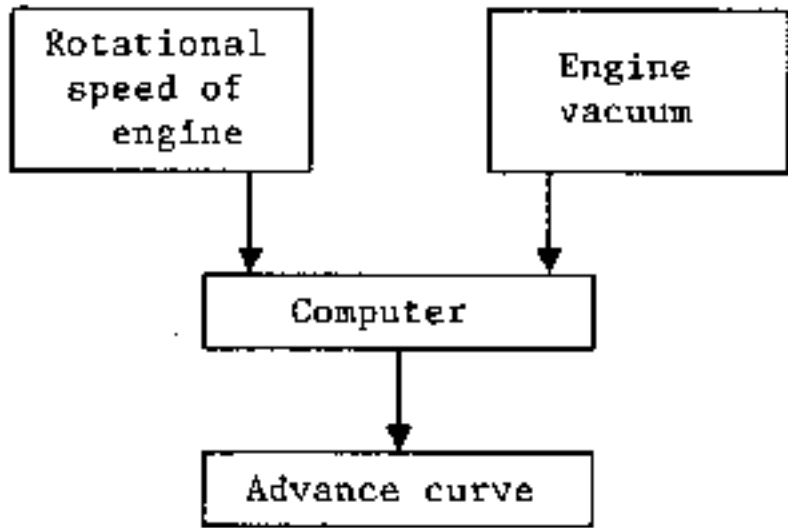 Rotational
speed of
engine
Engine
vacuum
Computer
Advance curve